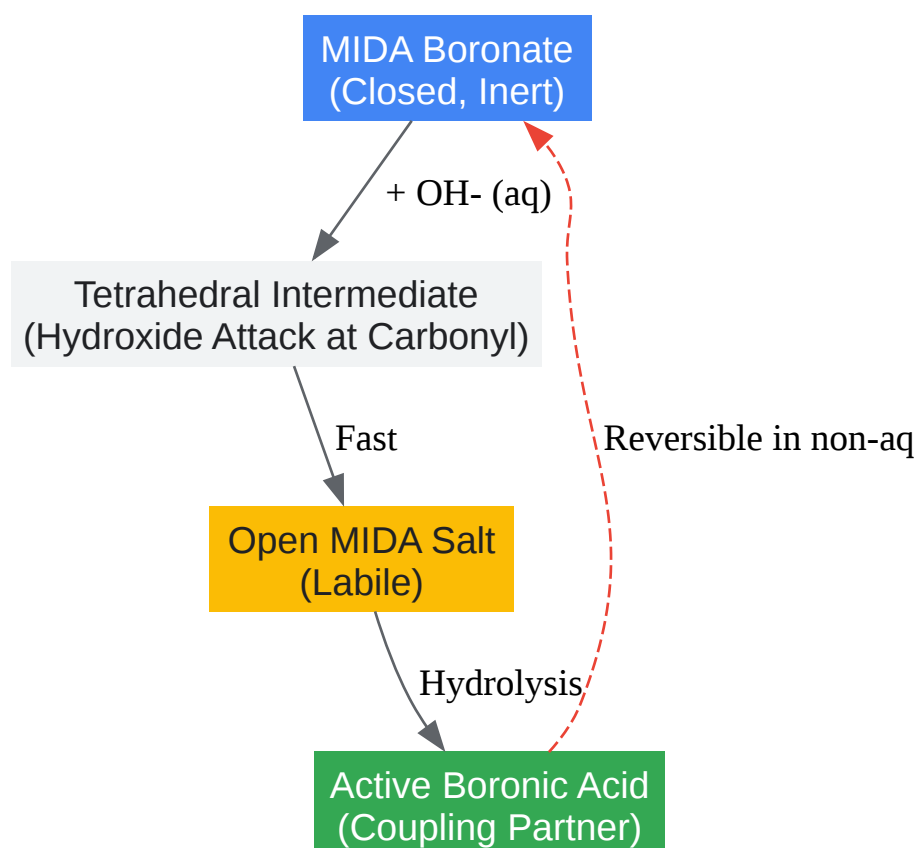 MIDA Boronate
(Closed, Inert)
+ OH- (aq)
Tetrahedral Intermediate
(Hydroxide Attack at Carbonyl)
Fast
Reversible in non-aq
Open MIDA Salt
(Labile)
Hydrolysis
Active Boronic Acid
(Coupling Partner)